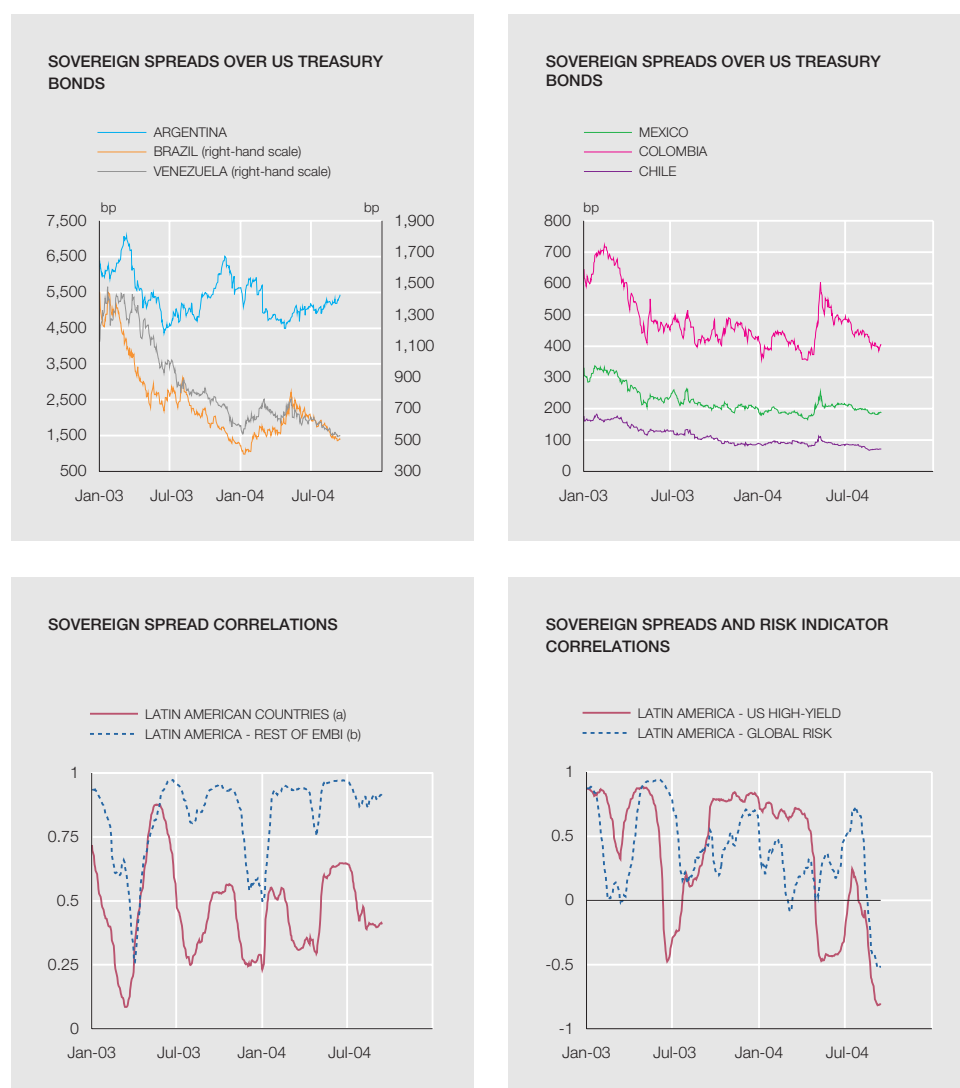 SOVEREIGN SPREADS OVER US TREASURY
BONDS
ARGENTINA
BRAZIL (right-hand scale)
VENEZUELA (right-hand scale)
bp
bp
7,500
6,500
5,500
4,500
3,500
2,500
1,500
500
1,900
1,700
1,500
1,300
1,100
900
700
500
300
Jan-03 Jul-03 Jan-04 Jul-04
SOVEREIGN SPREADS OVER US TREASURY
BONDS
MEXICO
COLOMBIA
CHILE
bp
800
700
600
500
400
300
200
100
0
Jan-03 Jul-03 Jan-04 Jul-04
SOVEREIGN SPREAD CORRELATIONS
LATIN AMERICAN COUNTRIES (a)
LATIN AMERICA - REST OF EMBI (b)
1
0.75
0.5
0.25
0
Jan-03 Jul-03 Jan-04 Jul-04
SOVEREIGN SPREADS AND RISK INDICATOR
CORRELATIONS
LATIN AMERICA - US HIGH-YIELD
LATIN AMERICA - GLOBAL RISK
1
0.5
0
-0.5
-1
Jan-03 Jul-03 Jan-04 Jul-04